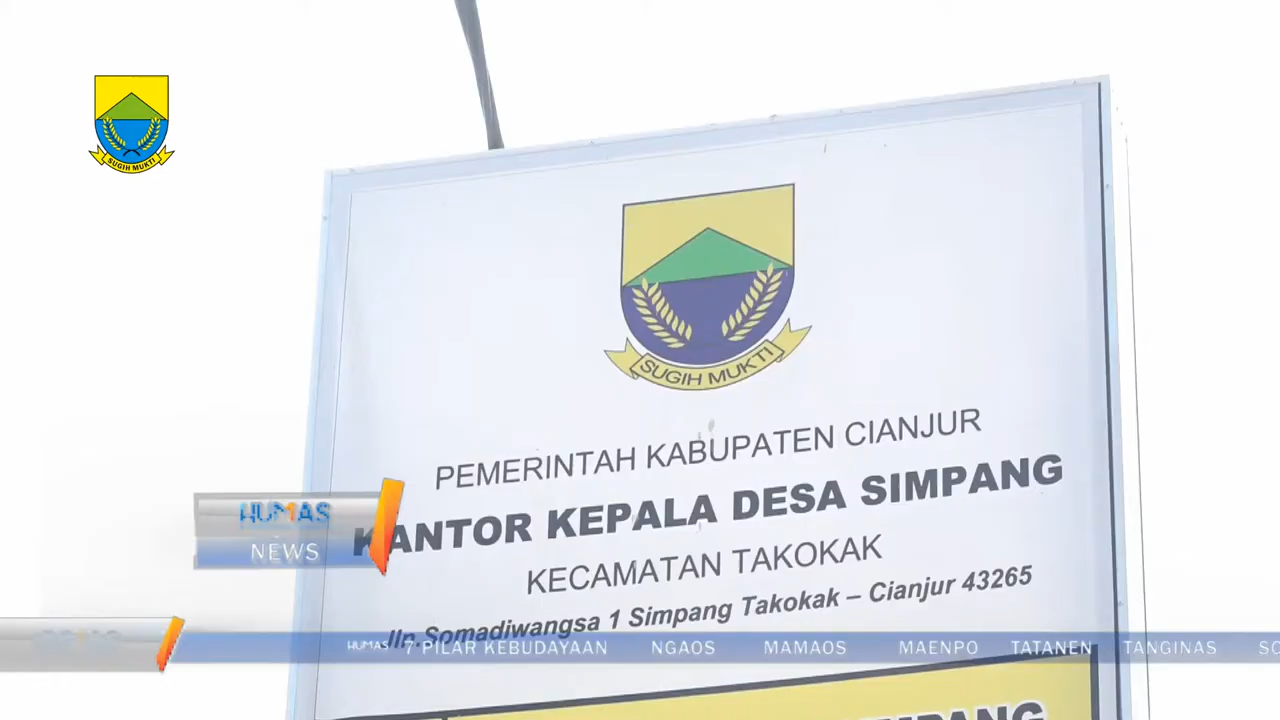 SUGIH MUKTI
SUGIH MUKTI
PEMERINTAH KABUPATEN CIANJUR
KANTOR KEPALA DESA SIMPANG
KECAMATAN TAKOKAK
Jln. Somadiwangsa 1 Simpang Takokak – Cianjur 43265
HUMAS
NEWS
HUMAS 7 PILAR KEBUDAYAAN NGAOS MAMAOS MAENPO TATANEN TANGINAS